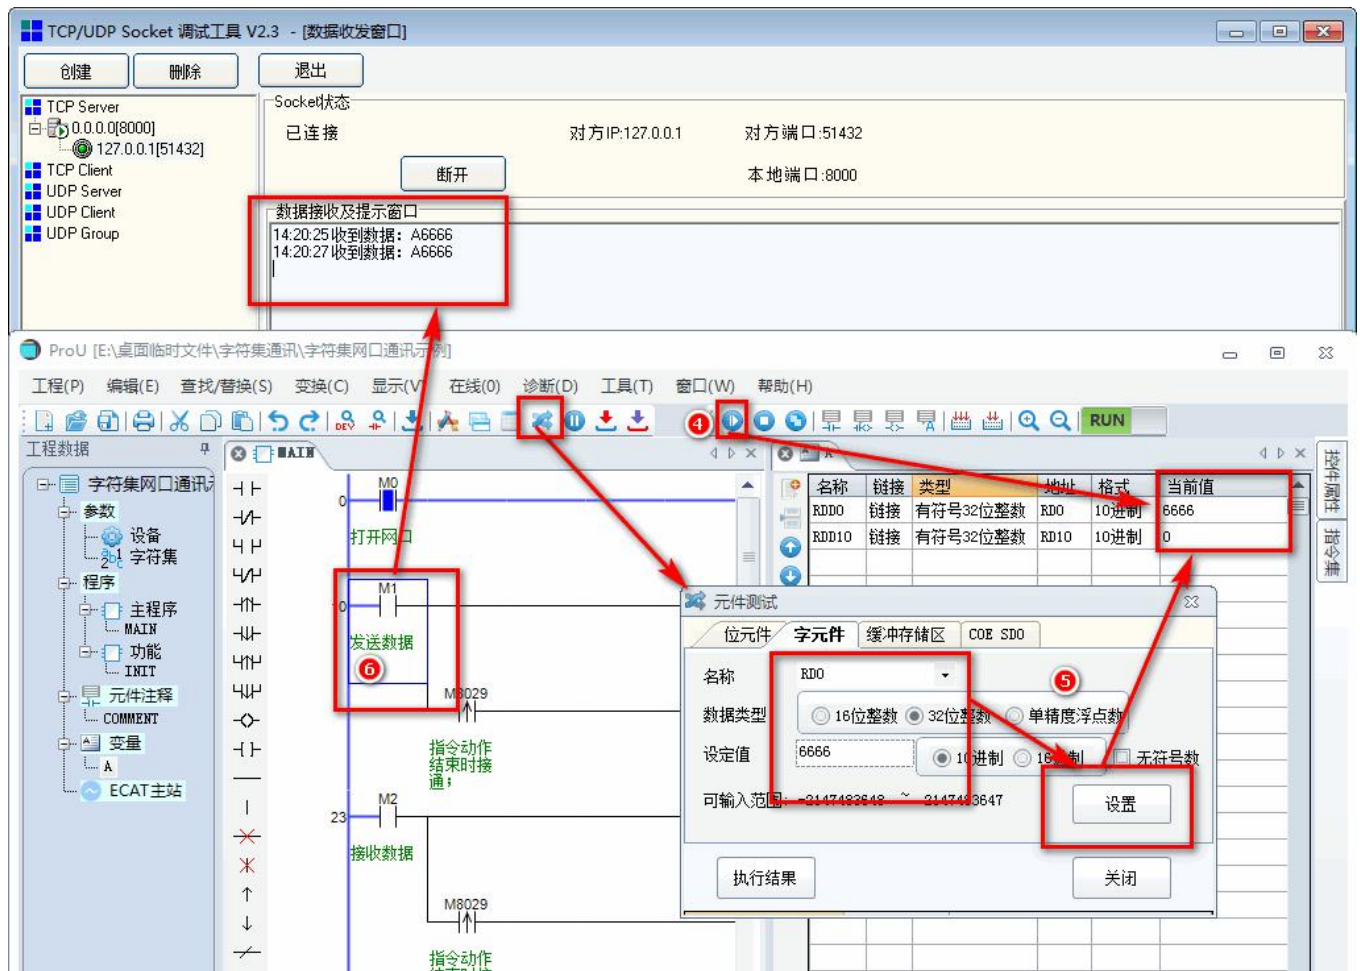 TCP/UDP Socket 调试工具 V2.3 - [数据收发窗口]
创建 删除 退出
TCP Server
0.0.0.0[8000]
127.0.0.1[51432]
TCP Client
UDP Server
UDP Client
UDP Group
Socket状态
已连接 对方IP:127.0.0.1 对方端口:51432
断开 本地端口:8000
数据接收及提示窗口
14:20:25 收到数据：A6666
14:20:27 收到数据：A6666
ProU [E:\桌面临时文件\字符集通讯\字符集网口通讯示例]
工程(P) 编辑(E) 查找/替换(S) 变换(C) 显示(V) 在线(O) 诊断(D) 工具(T) 窗口(W) 帮助(H)
DEV 4 RUN
工程数据
字符集网口通讯
参数
设备
字符集
程序
主程序
MAIN
功能
INIT
元件注释
COMMENT
变量
A
ECAT主站
MAIN
0 M0
打开网口
M1
发送数据
6
M8029
指令动作
结束时接
通；
23 M2
接收数据
M8029
指令动作
A
名称 链接 类型 地址 格式 当前值
RDD0 链接 有符号32位整数 RD0 10进制 6666
RDD10 链接 有符号32位整数 RD10 10进制 0
控件属性
指令集
元件测试
位元件 字元件 缓冲存储区 COE SDO
名称 RD0
5
数据类型 16位整数 32位整数 单精度浮点数
设定值 6666 10进制 16进制 无符号数
可输入范围: -2147483648 ~ 2147483647
设置
执行结果 关闭